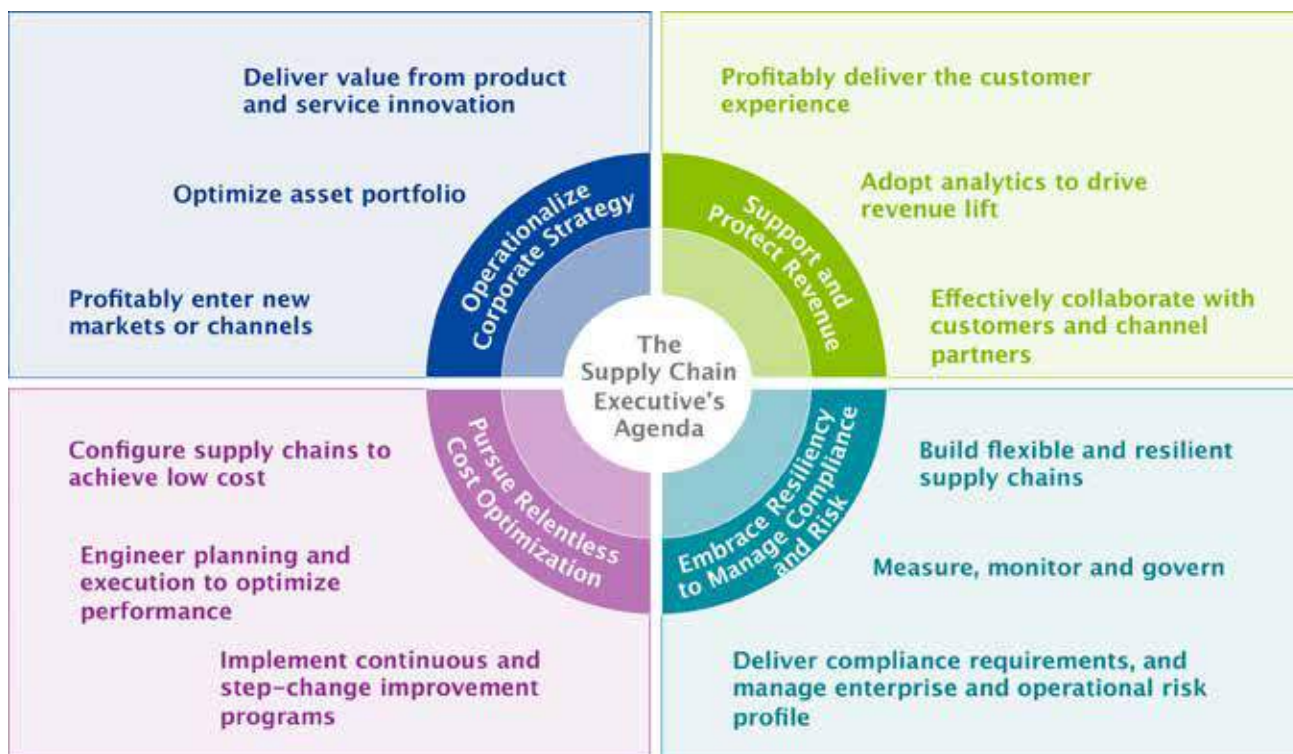 Deliver value from product
and service innovation
Optimize asset portfolio
Profitably enter new
markets or channels
Operationalize
Corporate Strategy
Profitably deliver the customer
experience
Adopt analytics to drive
revenue lift
Effectively collaborate with
customers and channel
partners
Support and
Protect Revenue
The
Supply Chain
Executive's
Agenda
Configure supply chains to
achieve low cost
Engineer planning and
execution to optimize
performance
Implement continuous and
step-change improvement
programs
Pursue Relentless
Cost Optimization
Embrace Resiliency
to Manage Compliance
and Risk
Build flexible and resilient
supply chains
Measure, monitor and govern
Deliver compliance requirements, and
manage enterprise and operational risk
profile